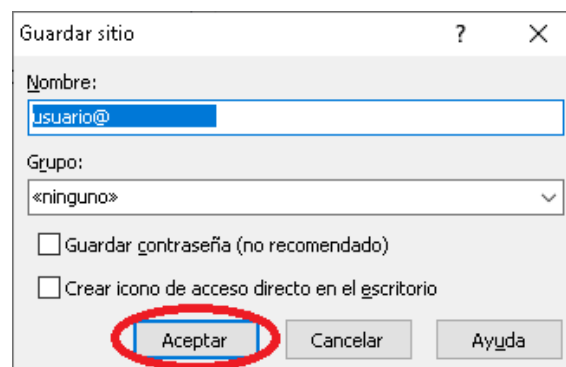 Guardar sitio ?
Nombre:
usuario@
Grupo:
«ninguno»
Guardar contraseña (no recomendado)
Crear icono de acceso directo en el escritorio
Aceptar Cancelar Ayuda